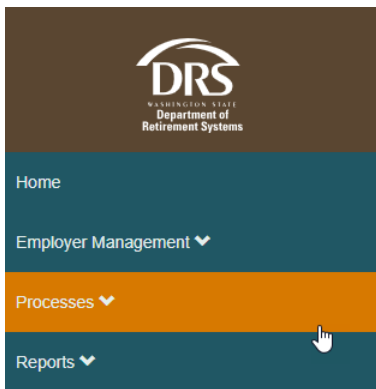 DRS
WASHINGTON STATE
Department of
Retirement Systems
Home
Employer Management
Processes
Reports